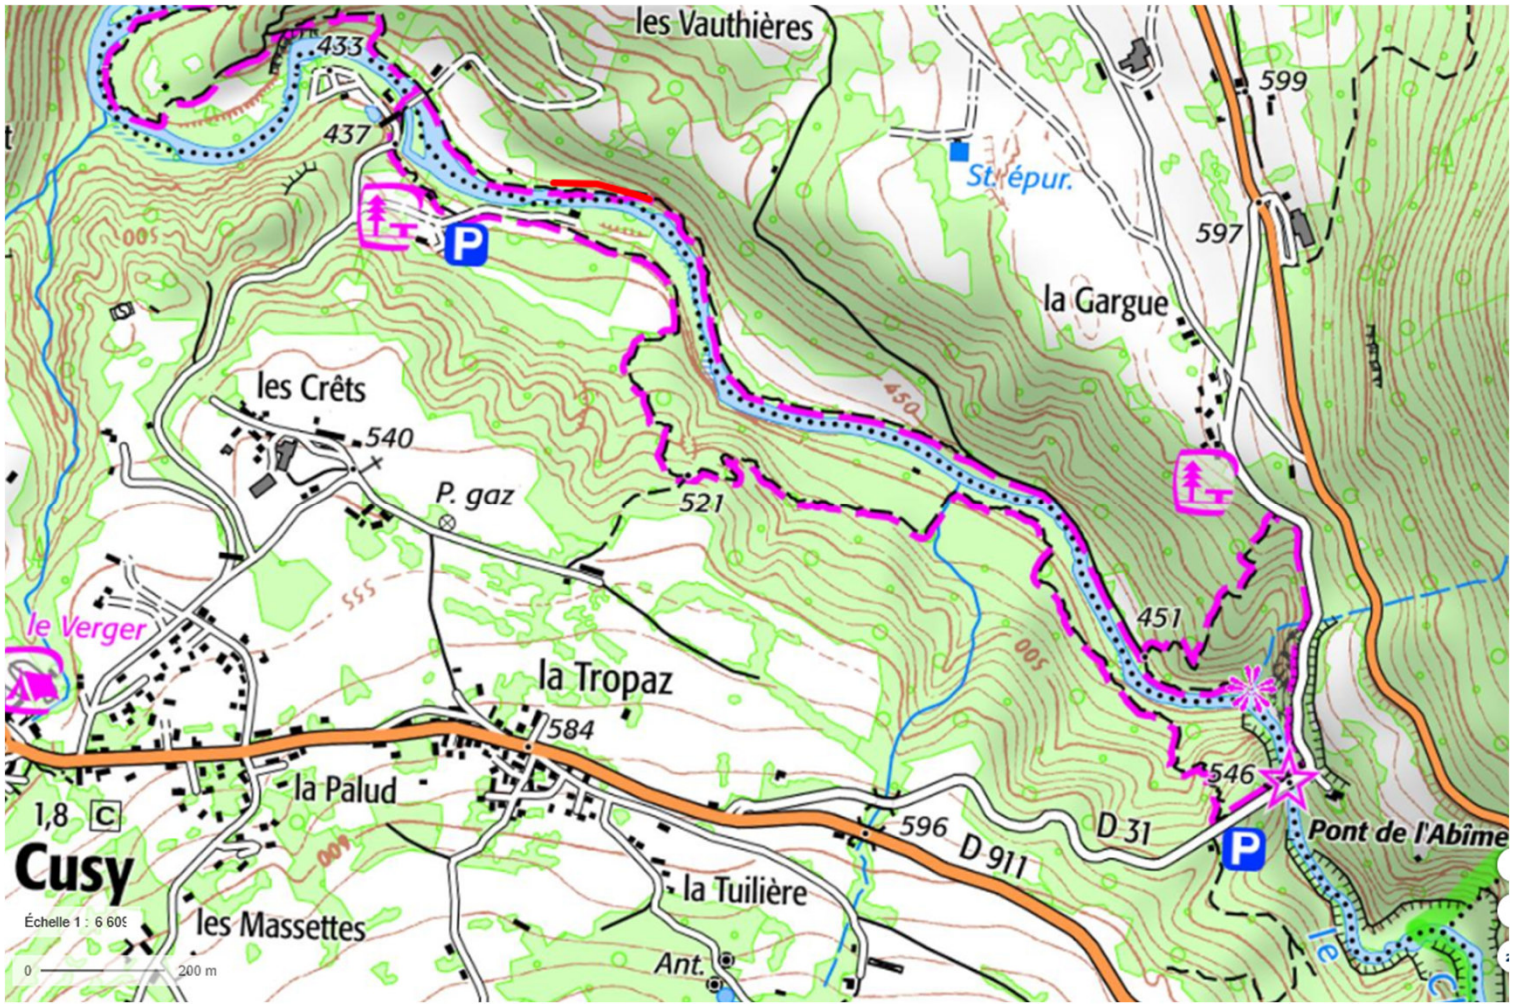 les Vauthières
433
599
437
t
St. épur.
500
597
P
la Gargue
les Crêts
450
540
P. gaz
521
555
451
le Verger
500
la Tropaz
584
546
la Palud
1,8 C
596
D 31
D 911
Pont de l'Abîme
P
600
Cusy
la Tuilière
Échelle 1 : 6 609
les Massettes
le
Ant.
0 200 m
C